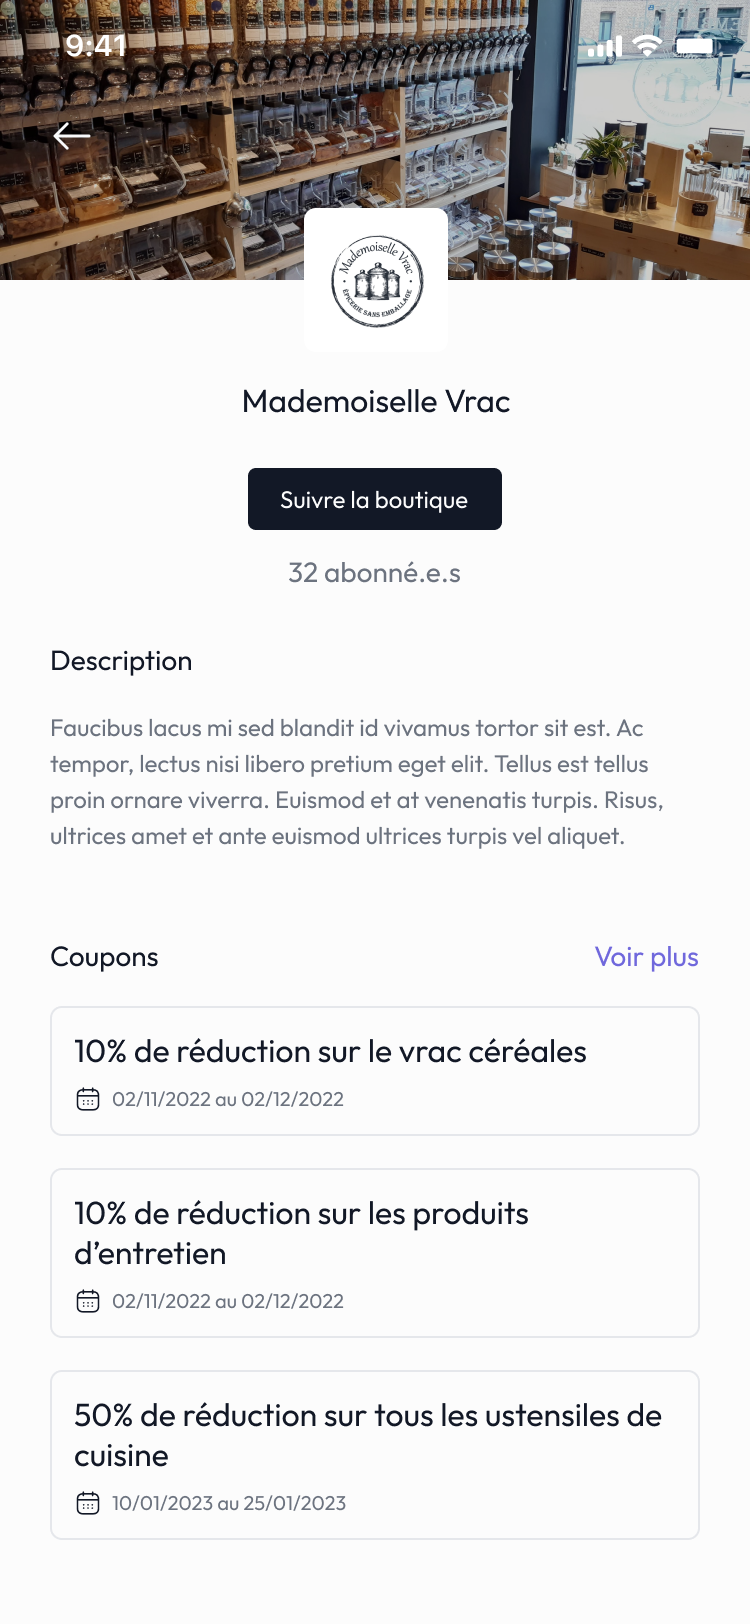 9:41
Mademoiselle Vrac
ÉPICERIE SANS EMBALLAGE
Mademoiselle Vrac
Suivre la boutique
32 abonné.e.s
Description
Faucibus lacus mi sed blandit id vivamus tortor sit est. Ac
tempor, lectus nisi libero pretium eget elit. Tellus est tellus
proin ornare viverra. Euismod et at venenatis turpis. Risus,
ultrices amet et ante euismod ultrices turpis vel aliquet.
Coupons
Voir plus
10% de réduction sur le vrac céréales
02/11/2022 au 02/12/2022
10% de réduction sur les produits
d’entretien
02/11/2022 au 02/12/2022
50% de réduction sur tous les ustensiles de
cuisine
10/01/2023 au 25/01/2023